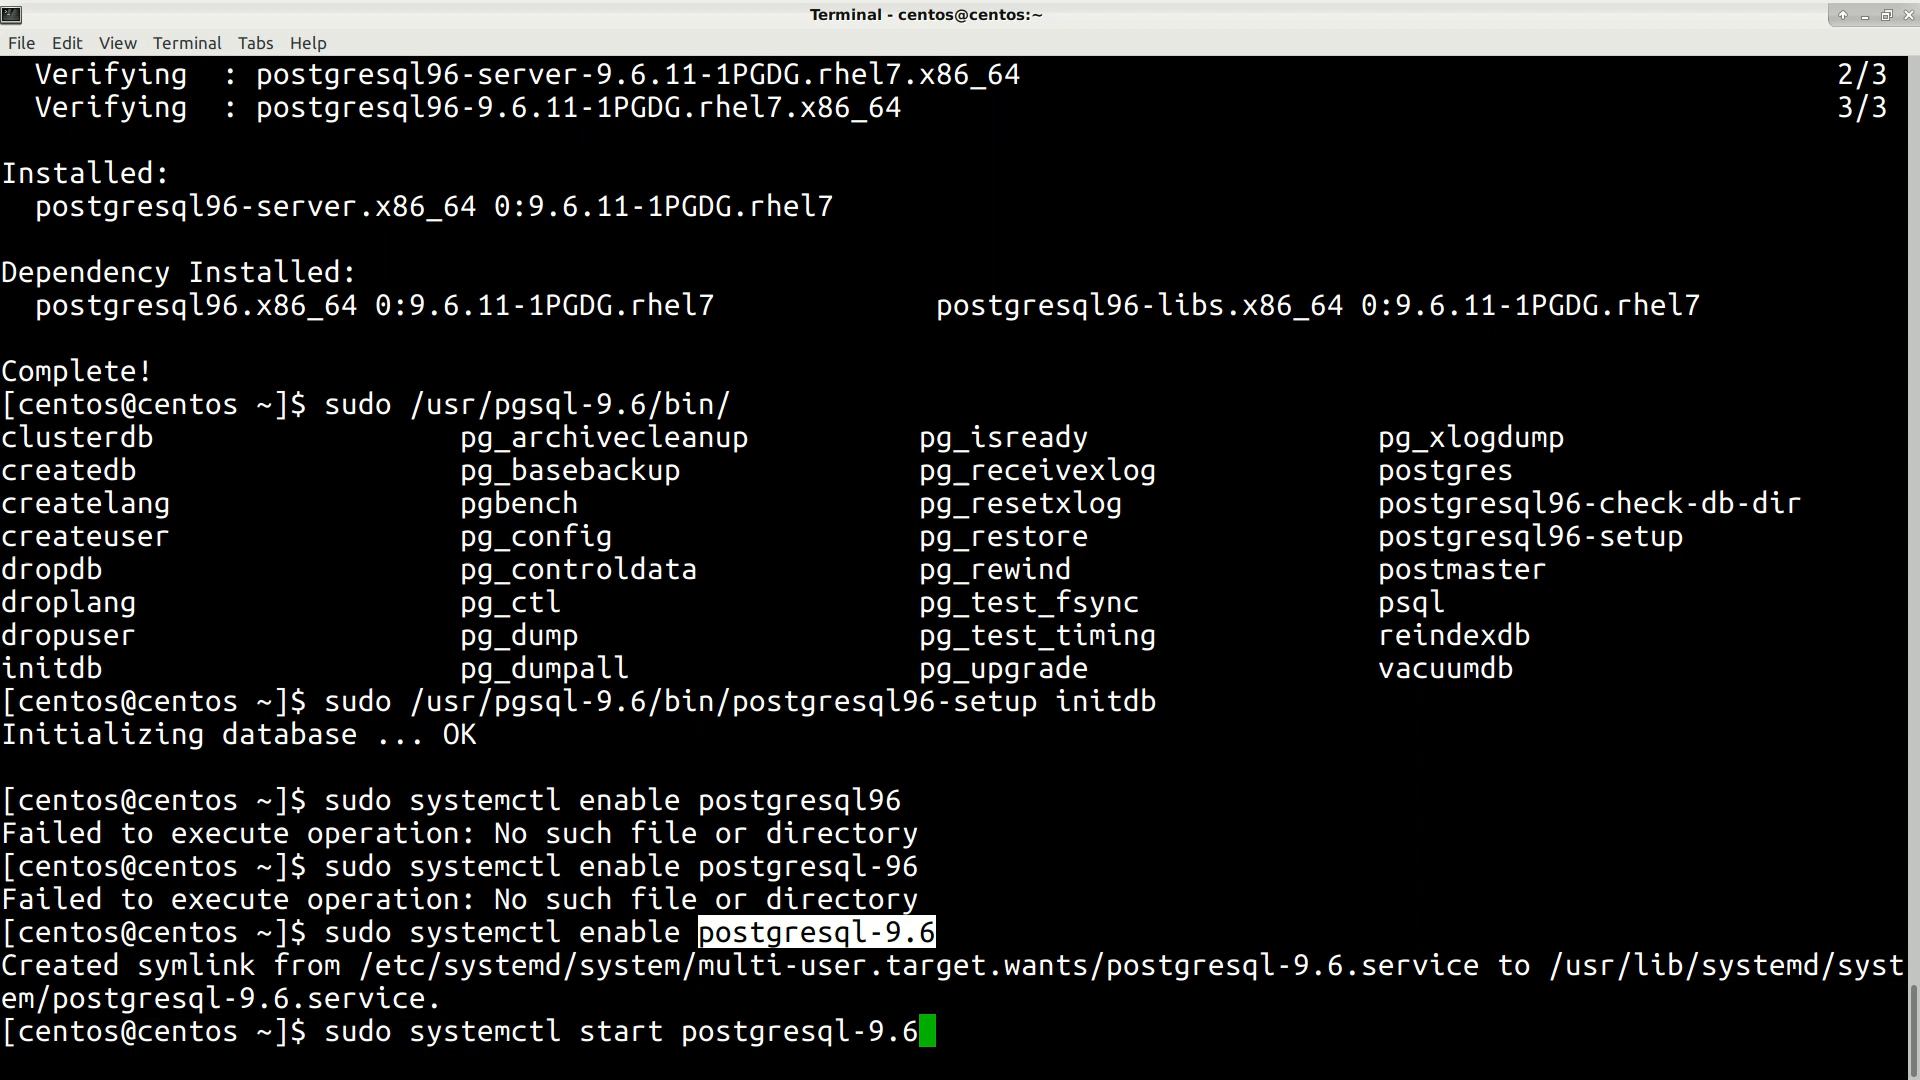 Terminal - centos@centos:~
File Edit View Terminal Tabs Help
Verifying : postgresql96-server-9.6.11-1PGDG.rhel7.x86_64 2/3
Verifying : postgresql96-9.6.11-1PGDG.rhel7.x86_64 3/3
Installed:
postgresql96-server.x86_64 0:9.6.11-1PGDG.rhel7
Dependency Installed:
postgresql96.x86_64 0:9.6.11-1PGDG.rhel7 postgresql96-libs.x86_64 0:9.6.11-1PGDG.rhel7
Complete!
[centos@centos ~]$ sudo /usr/pgsql-9.6/bin/
clusterdb pg_archivecleanup pg_isready pg_xlogdump
createdb pg_basebackup pg_receivexlog postgres
createlang pgbench pg_resetxlog postgresql96-check-db-dir
createuser pg_config pg_restore postgresql96-setup
dropdb pg_controldata pg_rewind postmaster
droplang pg_ctl pg_test_fsync psql
dropuser pg_dump pg_test_timing reindexdb
initdb pg_dumpall pg_upgrade vacuumdb
[centos@centos ~]$ sudo /usr/pgsql-9.6/bin/postgresql96-setup initdb
Initializing database ... OK
[centos@centos ~]$ sudo systemctl enable postgresql96
Failed to execute operation: No such file or directory
[centos@centos ~]$ sudo systemctl enable postgresql-96
Failed to execute operation: No such file or directory
[centos@centos ~]$ sudo systemctl enable postgresql-9.6
Created symlink from /etc/systemd/system/multi-user.target.wants/postgresql-9.6.service to /usr/lib/systemd/syst
em/postgresql-9.6.service.
[centos@centos ~]$ sudo systemctl start postgresql-9.6